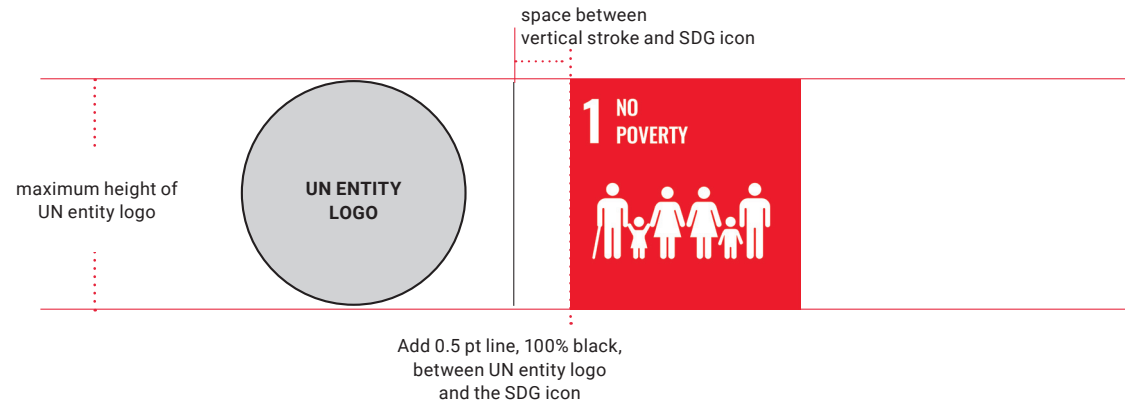 space between
vertical stroke and SDG icon
1 NO
POVERTY
maximum height of
UN entity logo
UN ENTITY
LOGO
Add 0.5 pt line, 100% black,
between UN entity logo
and the SDG icon